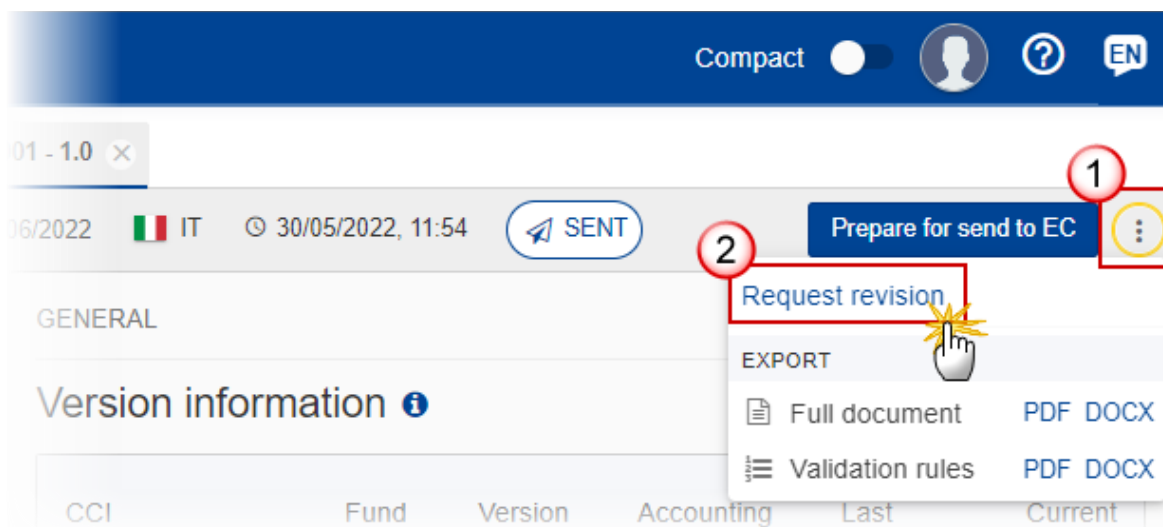 Compact EN
01 - 1.0
1
06/2022 IT 30/05/2022, 11:54 SENT Prepare for send to EC
2
Request revision
GENERAL
EXPORT
Version information
Full document PDF DOCX
Validation rules PDF DOCX
CCI Fund Version Accounting Last Current